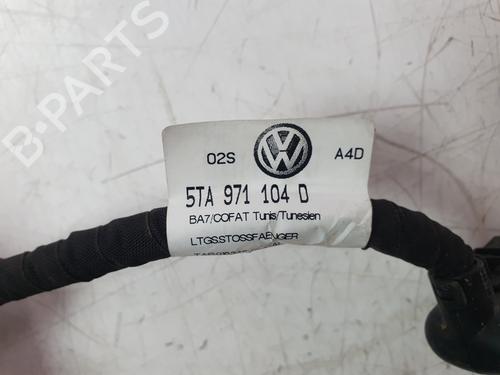 B-PARTS
02S A4D
5TA 971 104 D
BA7/COFAT Tunis/Tunesien
LTGS.STOSSFAENGER